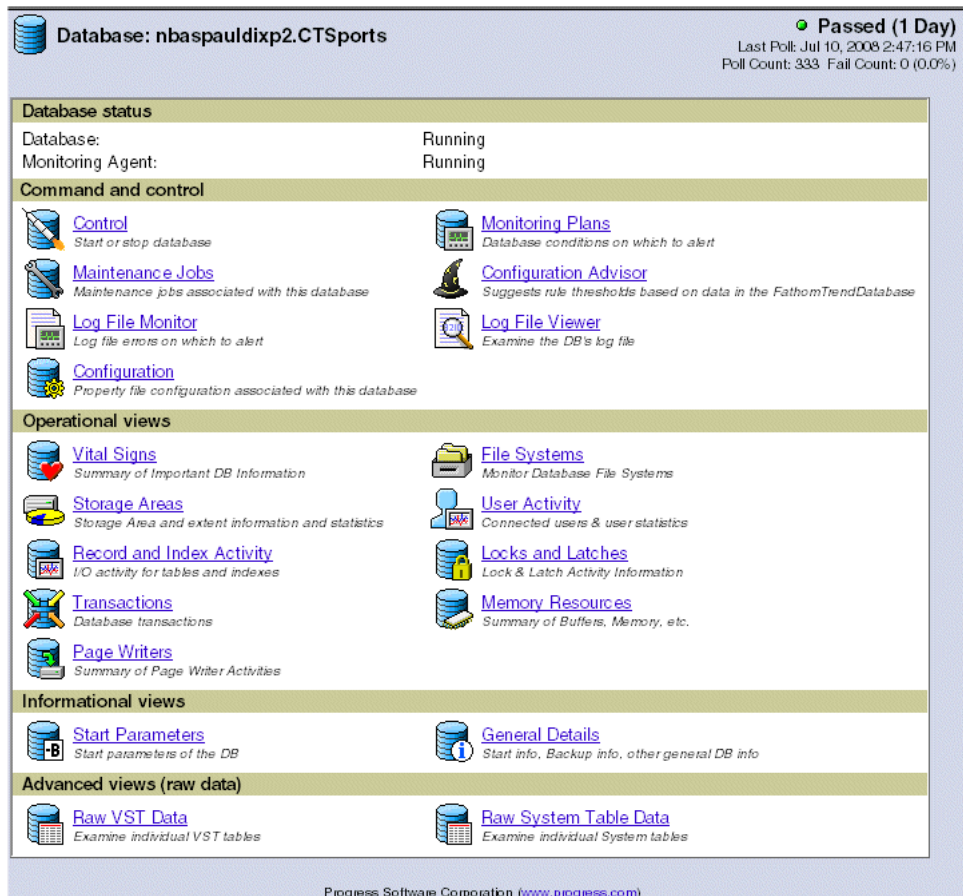 Database: nbaspauldixp2.CTSports
Passed (1 Day)
Last Poll: Jul 10, 2008 2:47:16 PM
Poll Count: 333 Fail Count: 0 (0.0%)
Database status
Database: Running
Monitoring Agent: Running
Command and control
Control
Start or stop database
Monitoring Plans
Database conditions on which to alert
Maintenance Jobs
Maintenance jobs associated with this database
Configuration Advisor
Suggests rule thresholds based on data in the FathomTrendDatabase
Log File Monitor
Log file errors on which to alert
Log File Viewer
Examine the DB's log file
Configuration
Property file configuration associated with this database
Operational views
Vital Signs
Summary of Important DB Information
File Systems
Monitor Database File Systems
Storage Areas
Storage Area and extent information and statistics
User Activity
Connected users & user statistics
Record and Index Activity
I/O activity for tables and indexes
Locks and Latches
Lock & Latch Activity Information
Transactions
Database transactions
Memory Resources
Summary of Buffers, Memory, etc.
Page Writers
Summary of Page Writer Activities
Informational views
-B
Start Parameters
Start parameters of the DB
General Details
Start info, Backup info, other general DB info
Advanced views (raw data)
Raw VST Data
Examine individual VST tables
Raw System Table Data
Examine individual System tables
Progress Software Corporation (www.progress.com)